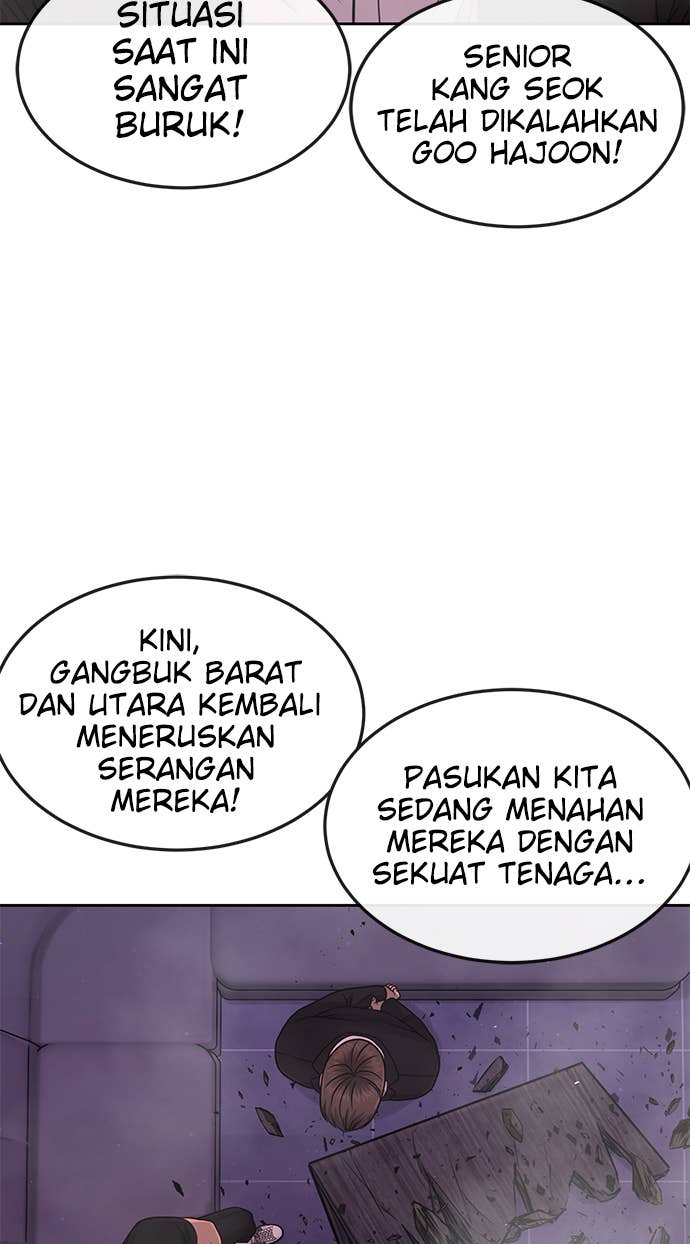 SITUASI
SAAT INI
SANGAT
BURUK!
SENIOR
KANG SEOK
TELAH DIKALAHKAN
GOO HAJOON!
KINI,
GANGBUK BARAT
DAN UTARA KEMBALI
MENERUSKAN
SERANGAN
MEREKA!
PASUKAN KITA
SEDANG MENAHAN
MEREKA DENGAN
SEKUAT TENAGA...